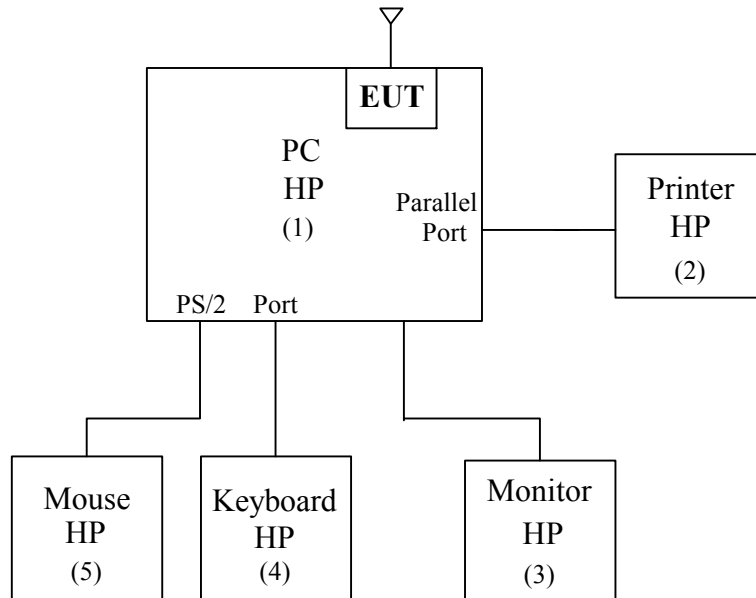 EUT
PC
HP
(1)
Parallel
Port
Printer
HP
(2)
PS/2 Port
Mouse
HP
(5)
Keyboard
HP
(4)
Monitor
HP
(3)